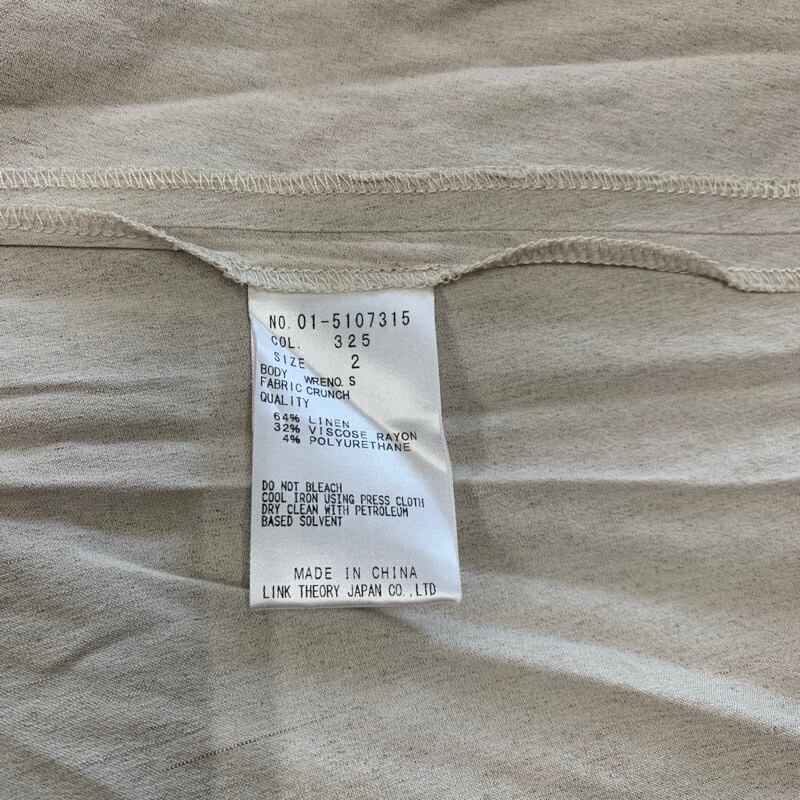 NO. 01-5107315
COL. 325
SIZE 2
BODY WRENO. S
FABRIC CRUNCH
QUALITY
64% LINEN
32% VISCOSE RAYON
4% POLYURETHANE
DO NOT BLEACH
COOL IRON USING PRESS CLOTH
DRY CLEAN WITH PETROLEUM
BASED SOLVENT
MADE IN CHINA
LINK THEORY JAPAN CO.,LTD